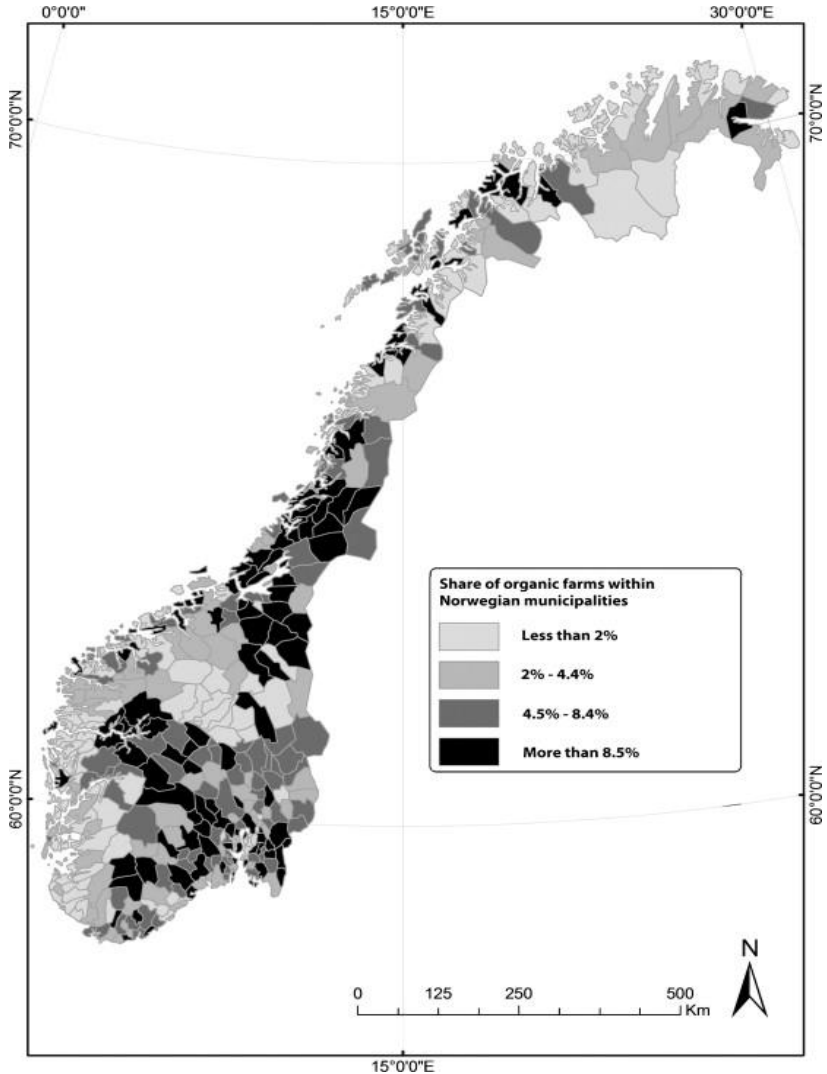 0°0'0" 15°0'0"E 30°0'0"E
70°0'0"N 70°0'0"N
Share of organic farms within
Norwegian municipalities
Less than 2%
2% - 4.4%
4.5% - 8.4%
More than 8.5%
60°0'0"N 60°0'0"N
N
0 125 250 500
Km
15°0'0"E